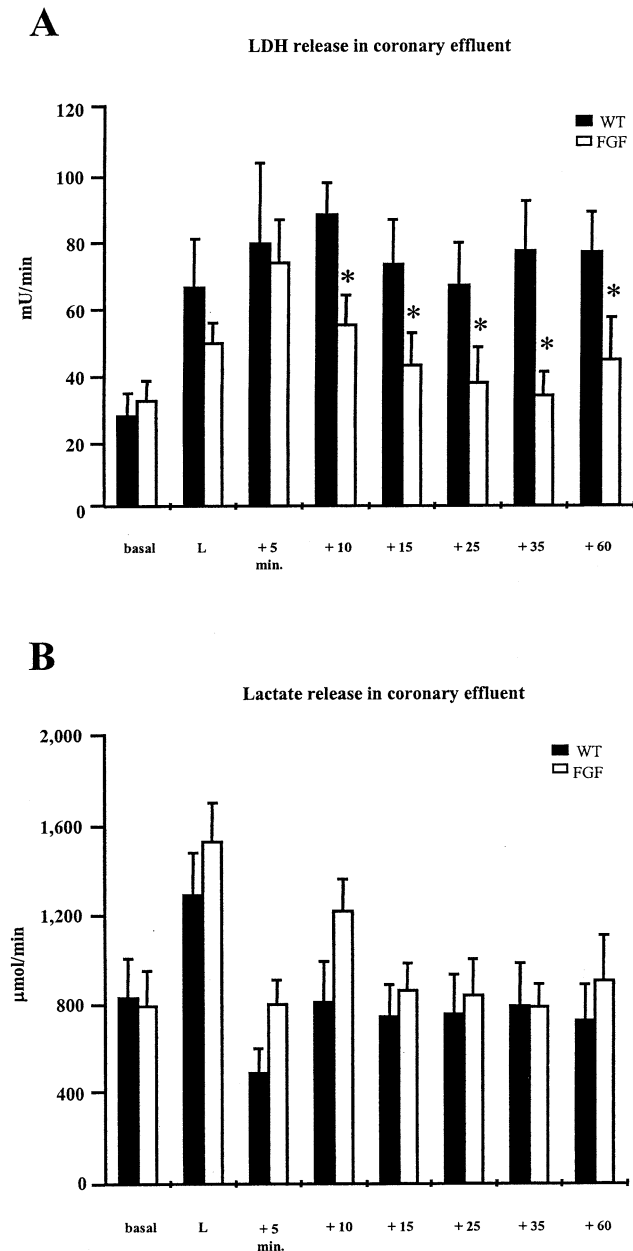 A
LDH release in coronary effluent
120
100
80
60
40
20
0
mU/min
WT
FGF
*
*
*
*
*
basal L +5 +10 +15 +25 +35 +60
min.
B
Lactate release in coronary effluent
2,000
1,600
1,200
800
400
0
µmol/min
WT
FGF
basal L +5 +10 +15 +25 +35 +60
min.